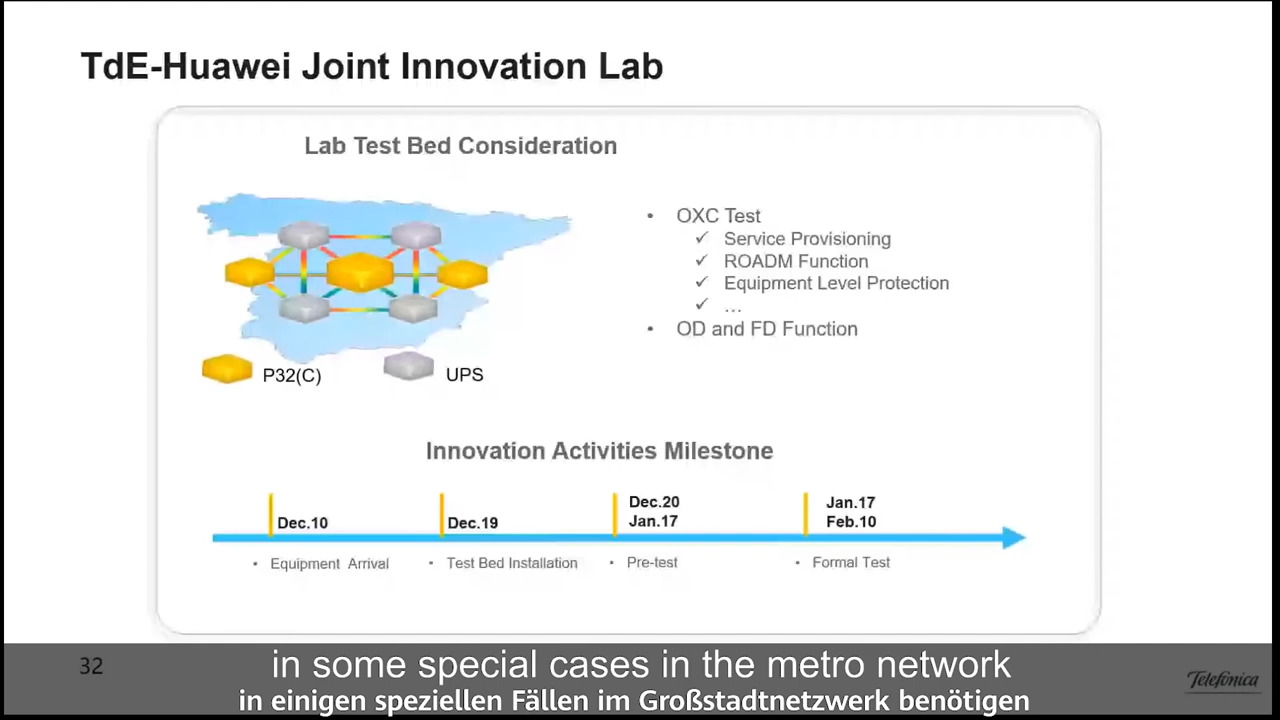 TdE-Huawei Joint Innovation Lab
Lab Test Bed Consideration
• OXC Test
✓ Service Provisioning
✓ ROADM Function
✓ Equipment Level Protection
✓ ...
• OD and FD Function
P32(C)
UPS
Innovation Activities Milestone
Dec.10
Dec.19
Dec.20
Jan.17
Jan.17
Feb.10
• Equipment Arrival
• Test Bed Installation
• Pre-test
• Formal Test
32
in some special cases in the metro network
in einigen speziellen Fällen im Großstadtnetzwerk benötigen
Telefónica